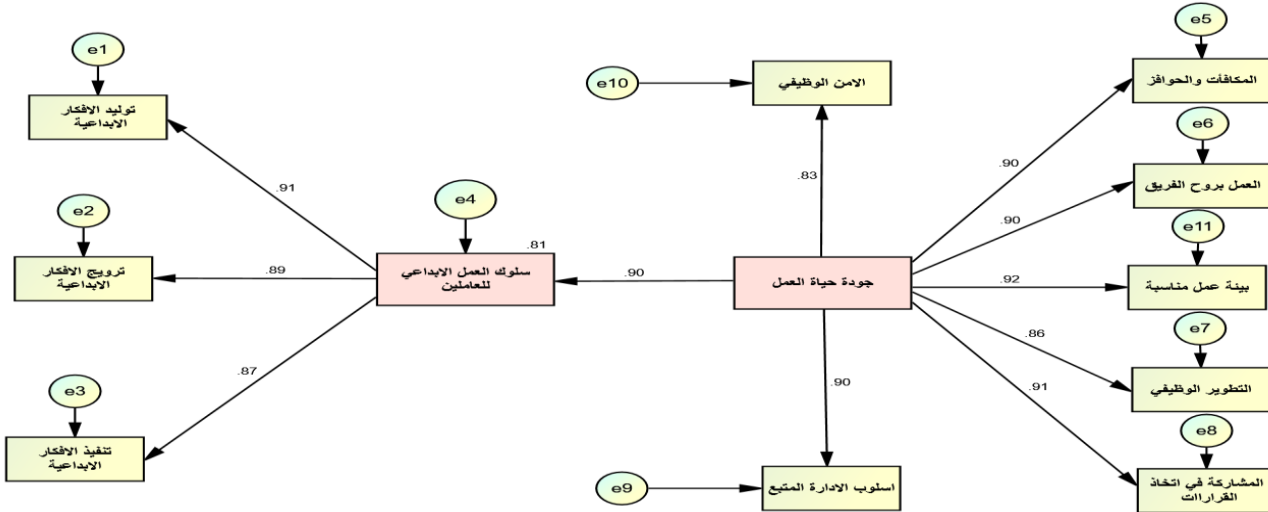 e1
توليد الافكار
الابداعية
e2
ترويج الافكار
الابداعية
e3
تنفيذ الافكار
الابداعية
.91
.89
.87
e4
.81
سلوك العمل الابداعي
للعاملين
.90
e10
الامن الوظيفي
.83
جودة حياة العمل
.90
e9
اسلوب الادارة المتبع
e5
المكافأت والحوافز
.90
e6
العمل بروح الفريق
.90
e11
بيئة عمل مناسبة
.92
e7
التطوير الوظيفي
.86
e8
المشاركة في اتخاذ
القراراات
.91